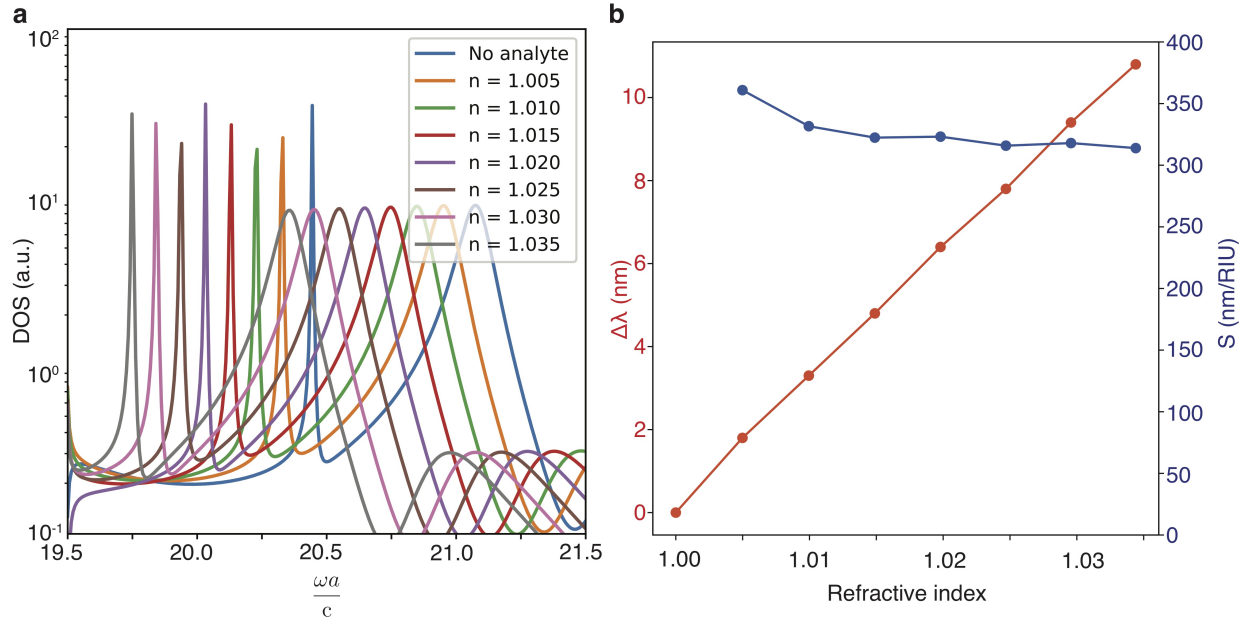 a
DOS (a.u.)
10²
10¹
10⁰
10⁻¹
No analyte
n = 1.005
n = 1.010
n = 1.015
n = 1.020
n = 1.025
n = 1.030
n = 1.035
19.5 20.0 20.5 21.0 21.5
ωa
c
b
Δλ (nm)
10
8
6
4
2
0
400
350
300
250
200
150
100
50
0
S (nm/RIU)
1.00 1.01 1.02 1.03
Refractive index